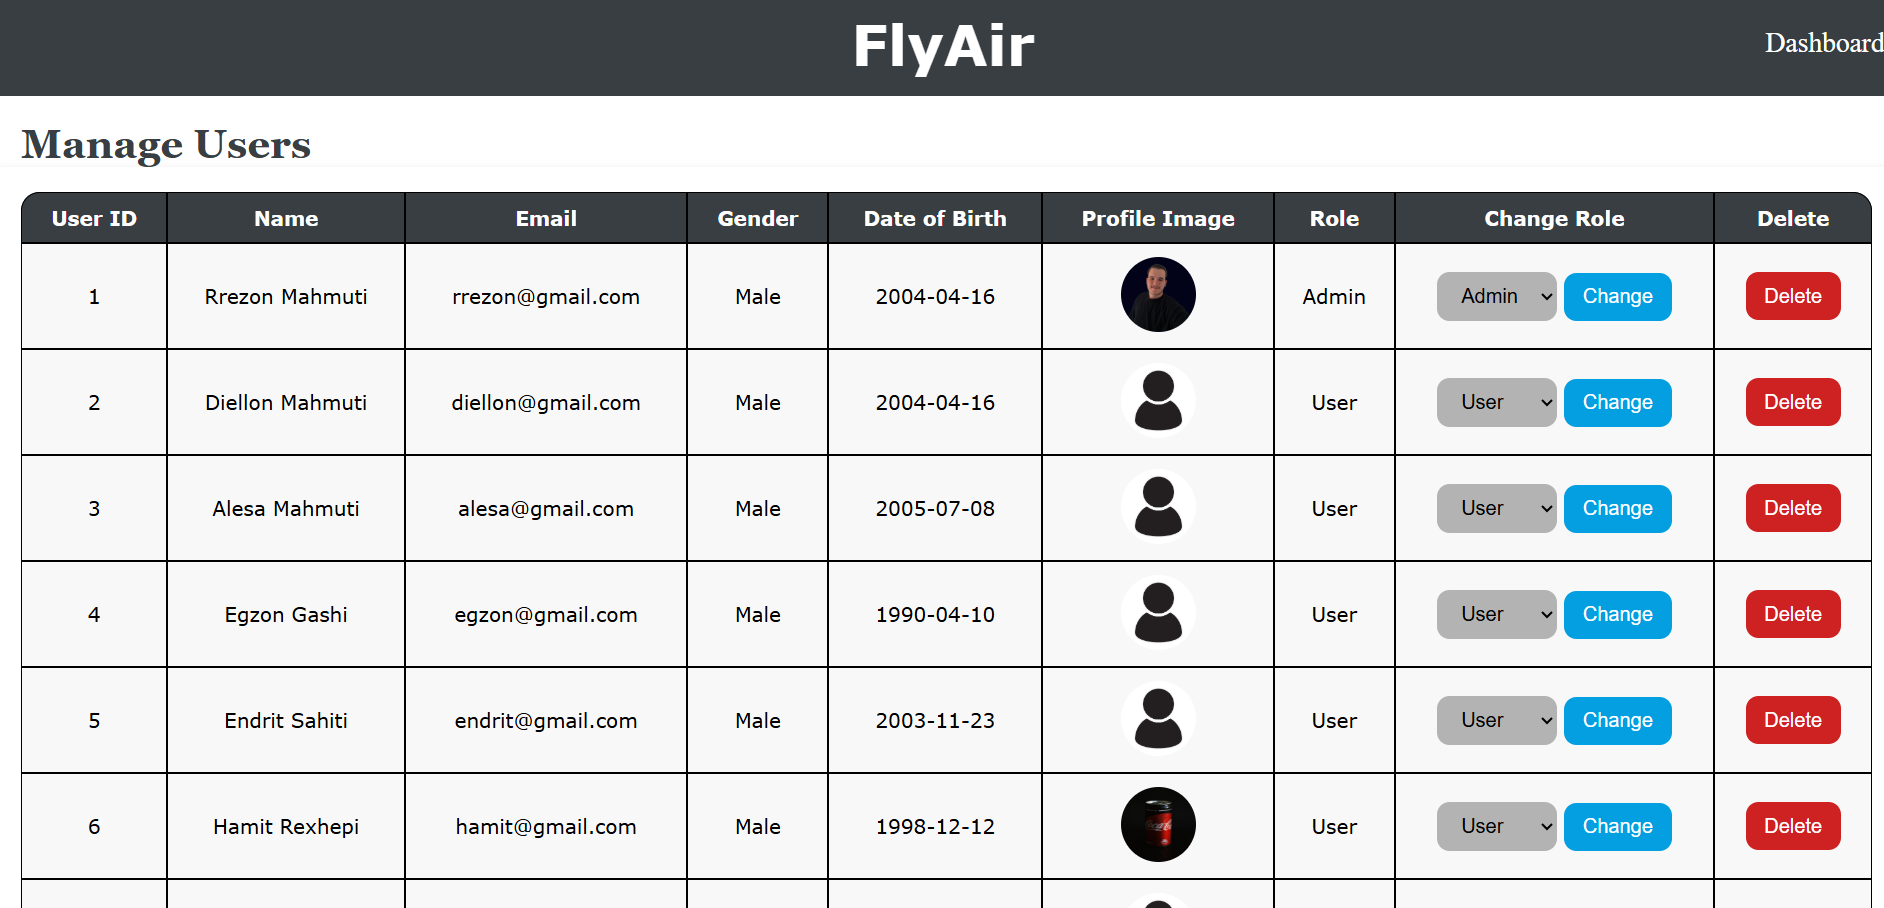 FlyAir
Dashboard
Manage Users
User ID Name Email Gender Date of Birth Profile Image Role Change Role Delete
1 Rrezon Mahmuti rrezon@gmail.com Male 2004-04-16 Admin Admin Change Delete
2 Diellon Mahmuti diellon@gmail.com Male 2004-04-16 User User Change Delete
3 Alesa Mahmuti alesa@gmail.com Male 2005-07-08 User User Change Delete
4 Egzon Gashi egzon@gmail.com Male 1990-04-10 User User Change Delete
5 Endrit Sahiti endrit@gmail.com Male 2003-11-23 User User Change Delete
6 Hamit Rexhepi hamit@gmail.com Male 1998-12-12 User User Change Delete